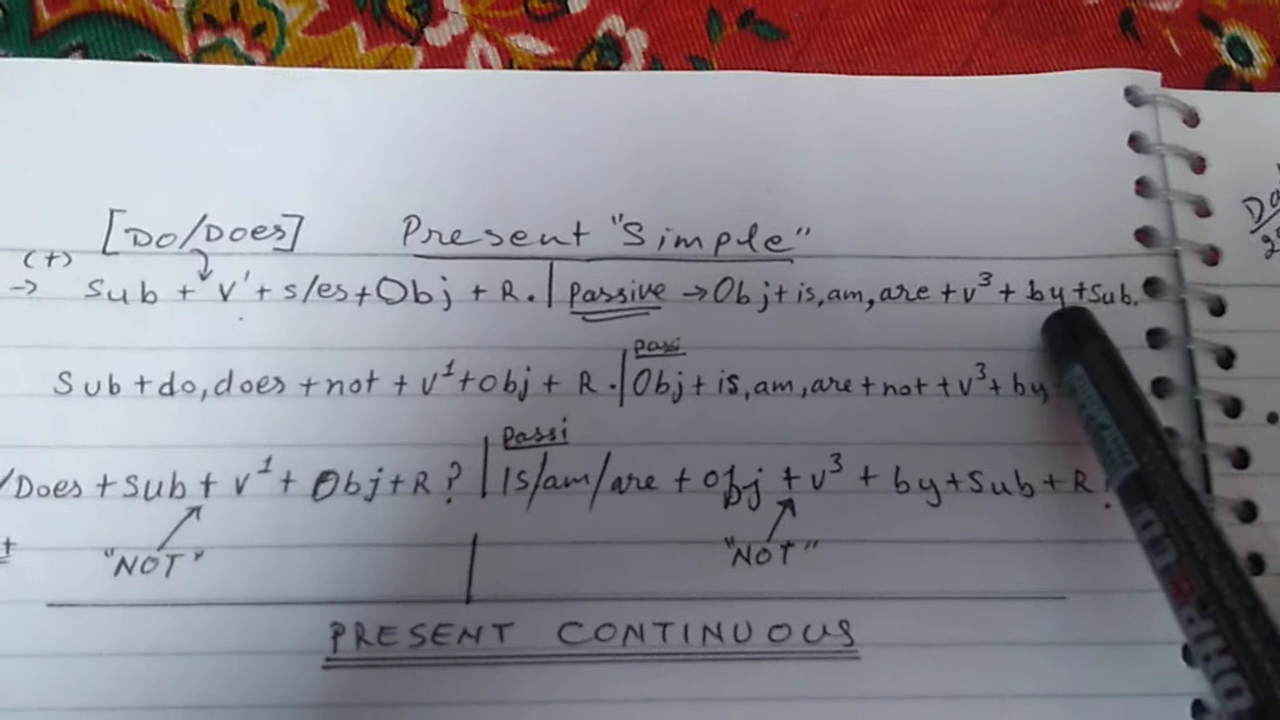 [DO/DOES] Present "Simple"
(+)
→ Sub + V¹ + s/es + Obj + R. | Passive → Obj + is, am, are + v³ + by + Sub.
Passi
Sub + do, does + not + v¹ + obj + R. | Obj + is, am, are + not + v³ + by
Passi
/Does + Sub + v¹ + Obj + R? | Is/am/are + obj + v³ + by + Sub + R?
"NOT" "NOT"
PRESENT CONTINUOUS